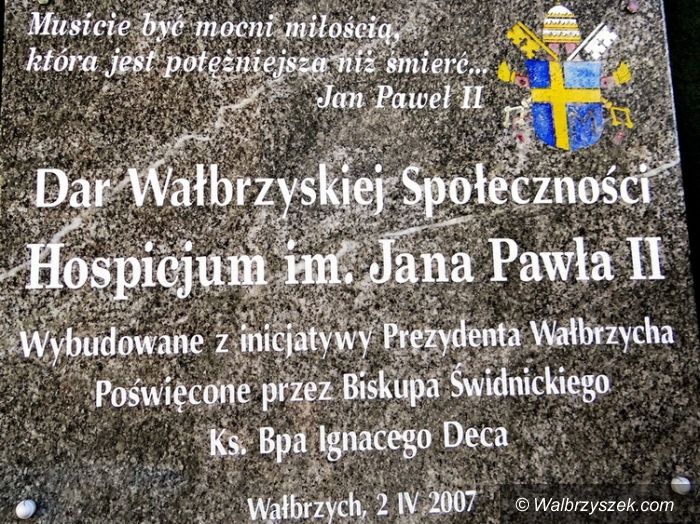 Musicie być mocni miłością,
która jest potężniejsza niż śmierć...
Jan Paweł II
Dar Wałbrzyskiej Społeczności
Hospicjum im. Jana Pawła II
Wybudowane z inicjatywy Prezydenta Wałbrzycha
Poświęcone przez Biskupa Świdnickiego
Ks. Bpa Ignacego Deca
Wałbrzych, 2 IV 2007
© Walbrzyszek.com